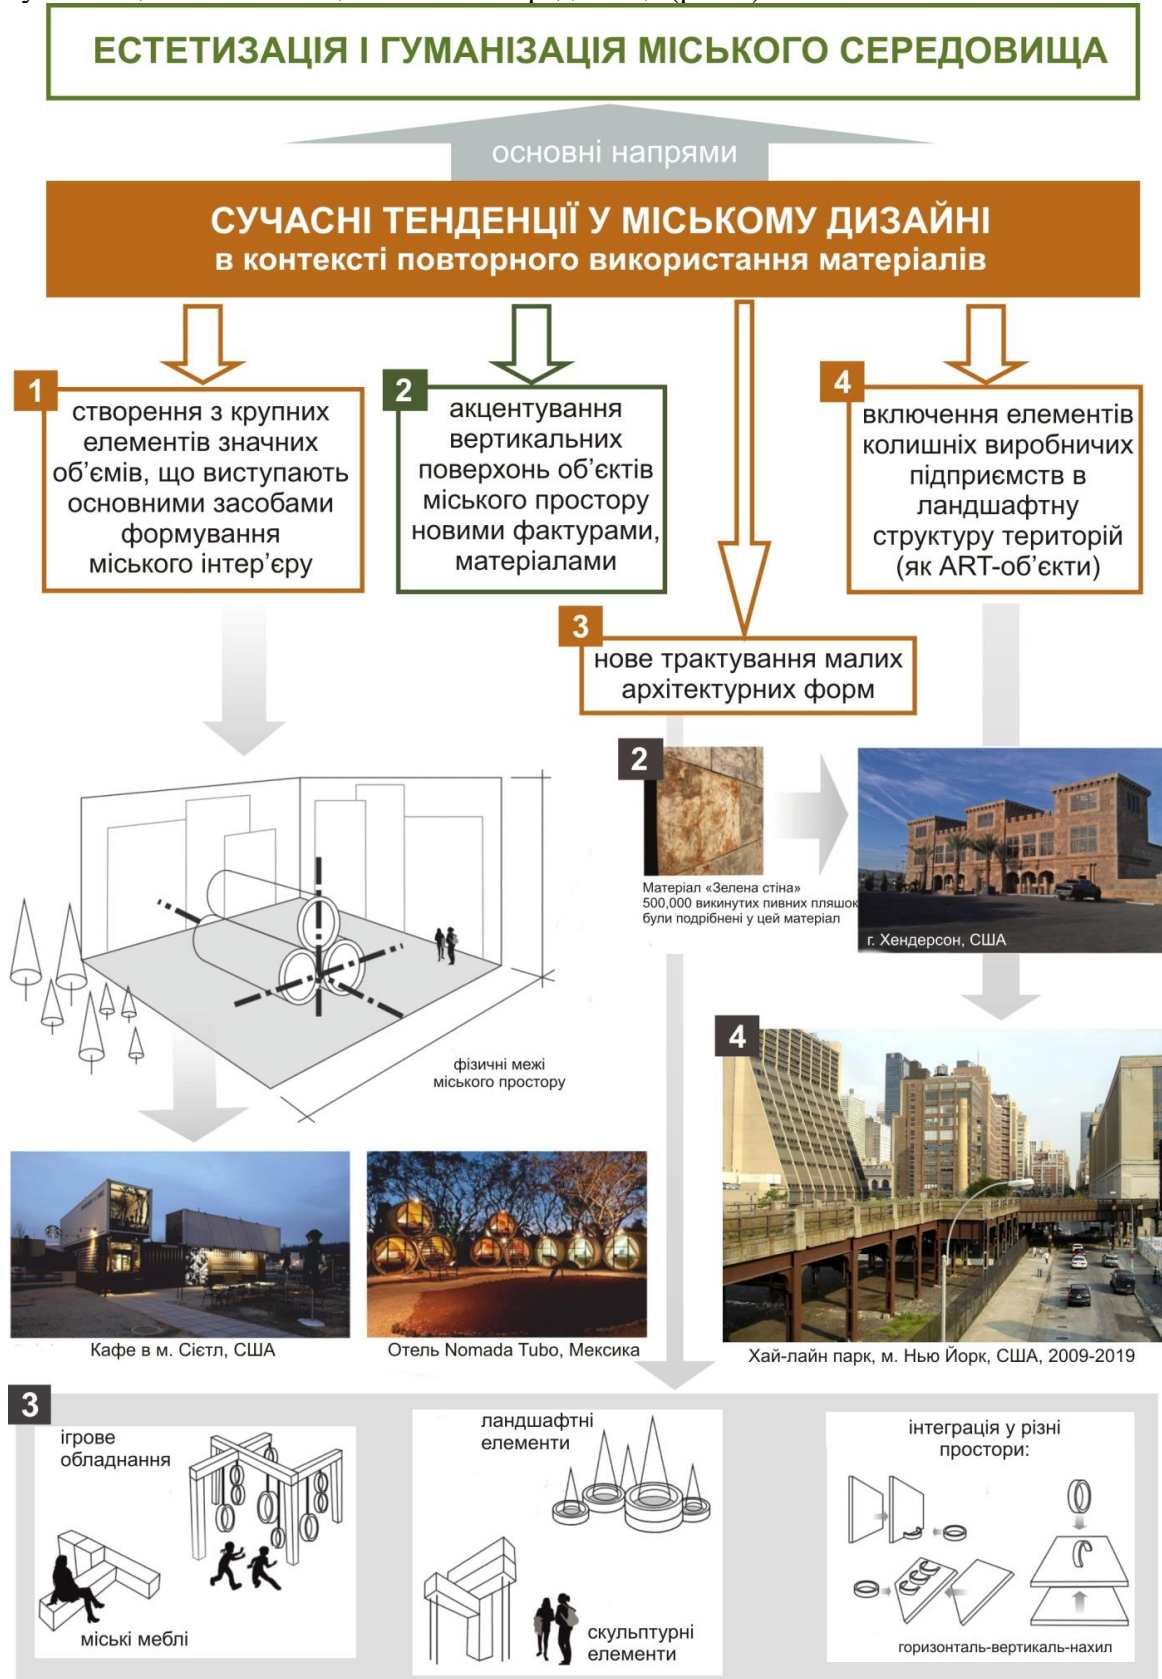 ЕСТЕТИЗАЦІЯ І ГУМАНІЗАЦІЯ МІСЬКОГО СЕРЕДОВИЩА
основні напрями
СУЧАСНІ ТЕНДЕНЦІЇ У МІСЬКОМУ ДИЗАЙНІ
в контексті повторного використання матеріалів
1
створення з крупних
елементів значних
об’ємів, що виступають
основними засобами
формування
міського інтер’єру
2
акцентування
вертикальних
поверхонь об’єктів
міського простору
новими фактурами,
матеріалами
4
включення елементів
колишніх виробничих
підприємств в
ландшафтну
структуру територій
(як ART-об’єкти)
3
нове трактування малих
архітектурних форм
2
Матеріал «Зелена стіна»
500,000 викинутих пивних пляшок
були подрібнені у цей матеріал
г. Хендерсон, США
фізичні межі
міського простору
4
Кафе в м. Сієтл, США
Отель Nomada Tubo, Мексика
Хай-лайн парк, м. Нью Йорк, США, 2009-2019
3
ігрове
обладнання
міські меблі
ландшафтні
елементи
скульптурні
елементи
інтеграція у різні
простори:
горизонталь-вертикаль-нахил